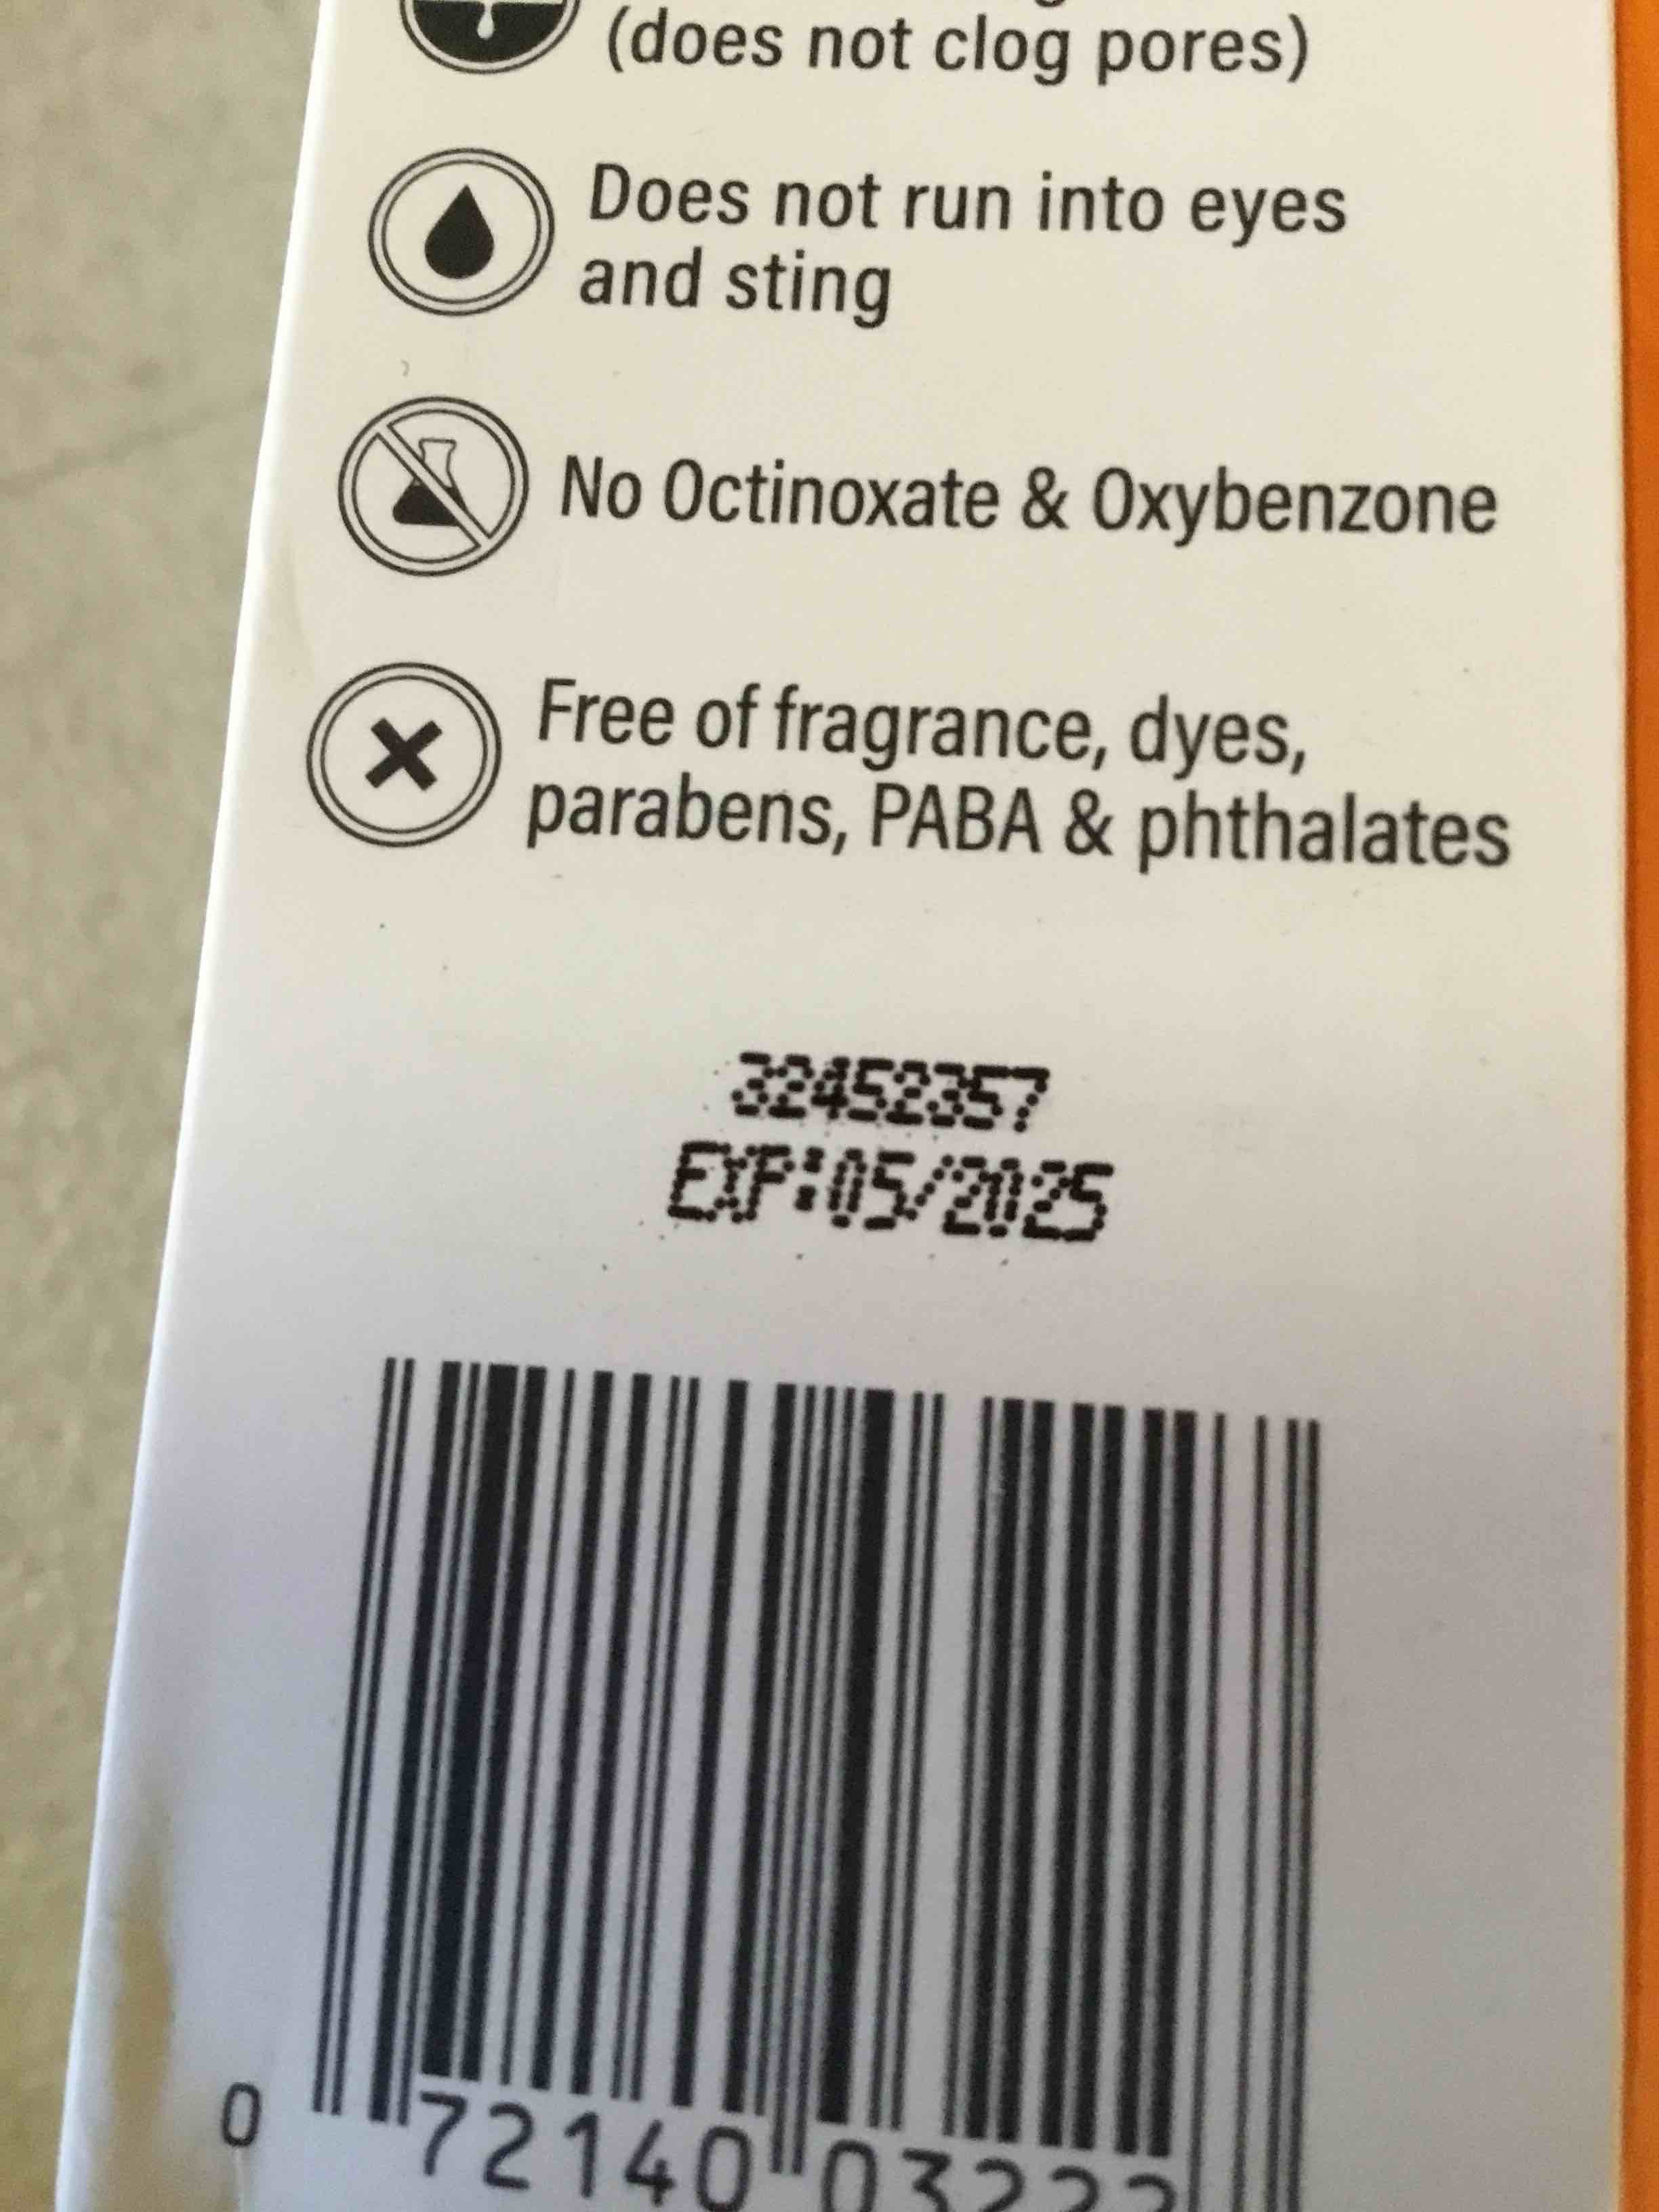 (does not clog pores)
Does not run into eyes
and sting
No Octinoxate & Oxybenzone
Free of fragrance, dyes,
parabens, PABA & phthalates
32452357
EXP:05/2025
0 72140 03222